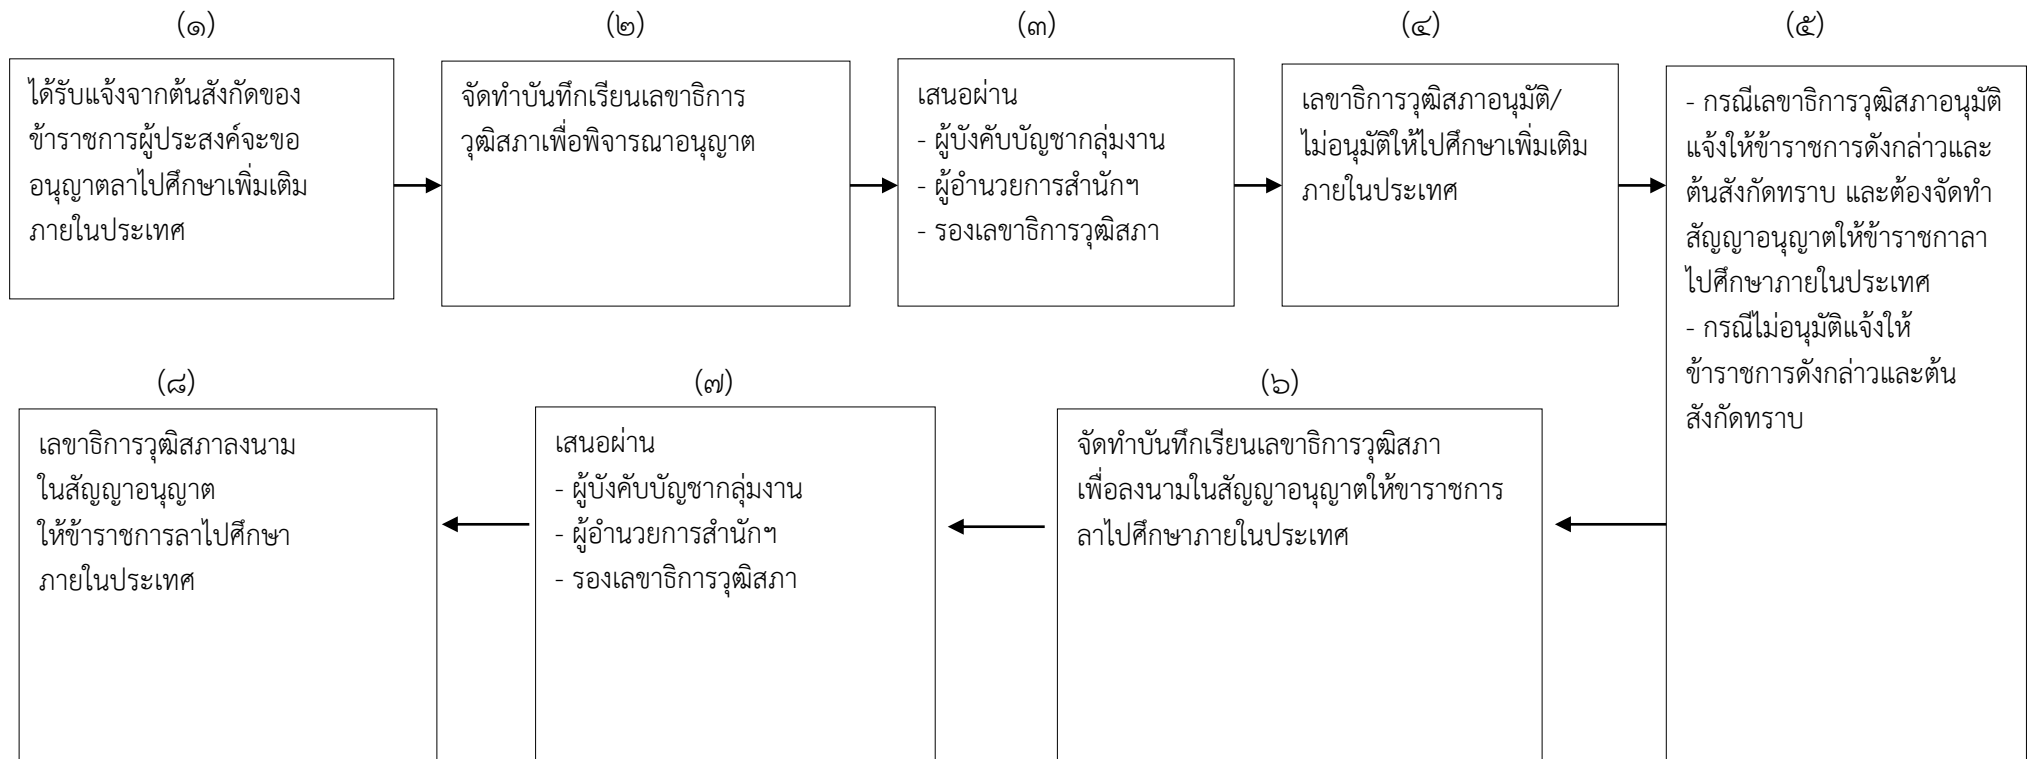 (๑)
ได้รับแจ้งจากต้นสังกัดของ
ข้าราชการผู้ประสงค์จะขอ
อนุญาตลาไปศึกษาเพิ่มเติม
ภายในประเทศ
(๒)
จัดทำบันทึกเรียนเลขาธิการ
วุฒิสภาเพื่อพิจารณาอนุญาต
(๓)
เสนอผ่าน
- ผู้บังคับบัญชากลุ่มงาน
- ผู้อำนวยการสำนักฯ
- รองเลขาธิการวุฒิสภา
(๔)
เลขาธิการวุฒิสภาอนุมัติ/
ไม่อนุมัติให้ไปศึกษาเพิ่มเติม
ภายในประเทศ
(๕)
- กรณีเลขาธิการวุฒิสภาอนุมัติ
แจ้งให้ข้าราชการดังกล่าวและ
ต้นสังกัดทราบ และต้องจัดทำ
สัญญาอนุญาตให้ข้าราชกาลา
ไปศึกษาภายในประเทศ
- กรณีไม่อนุมัติแจ้งให้
ข้าราชการดังกล่าวและต้น
สังกัดทราบ
(๖)
จัดทำบันทึกเรียนเลขาธิการวุฒิสภา
เพื่อลงนามในสัญญาอนุญาตให้ขาราชการ
ลาไปศึกษาภายในประเทศ
(๗)
เสนอผ่าน
- ผู้บังคับบัญชากลุ่มงาน
- ผู้อำนวยการสำนักฯ
- รองเลขาธิการวุฒิสภา
(๘)
เลขาธิการวุฒิสภาลงนาม
ในสัญญาอนุญาต
ให้ข้าราชการลาไปศึกษา
ภายในประเทศ